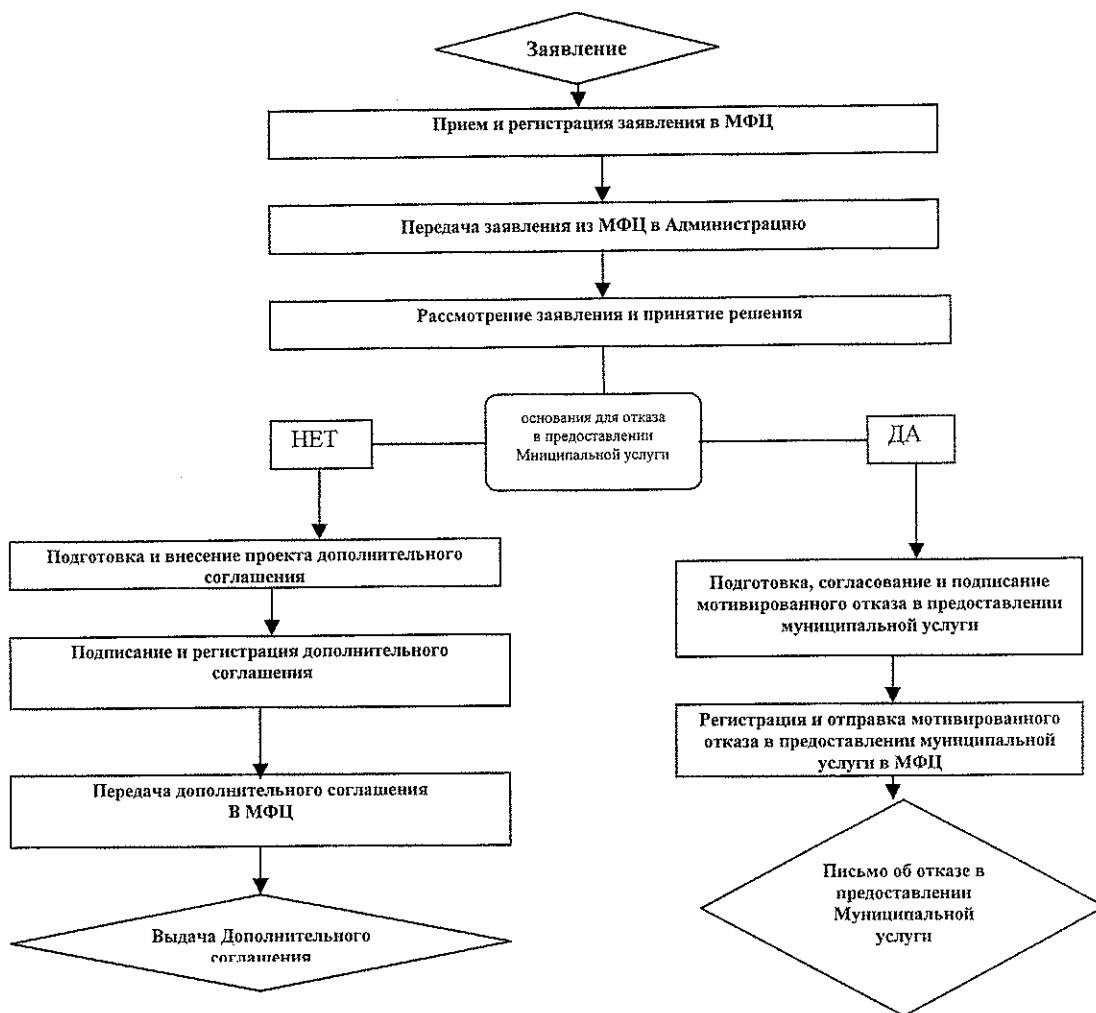 Заявление
Прием и регистрация заявления в МФЦ
Передача заявления из МФЦ в Администрацию
Рассмотрение заявления и принятие решения
основания для отказа
в предоставлении
Мниципальной услуги
НЕТ
ДА
Подготовка и внесение проекта дополнительного
соглашения
Подписание и регистрация дополнительного
соглашения
Передача дополнительного соглашения
В МФЦ
Выдача Дополнительного
соглашения
Подготовка, согласование и подписание
мотивированного отказа в предоставлении
муниципальной услуги
Регистрация и отправка мотивированного
отказа в предоставлении муниципальной
услуги в МФЦ
Письмо об отказе в
предоставлении
Муниципальной
услуги